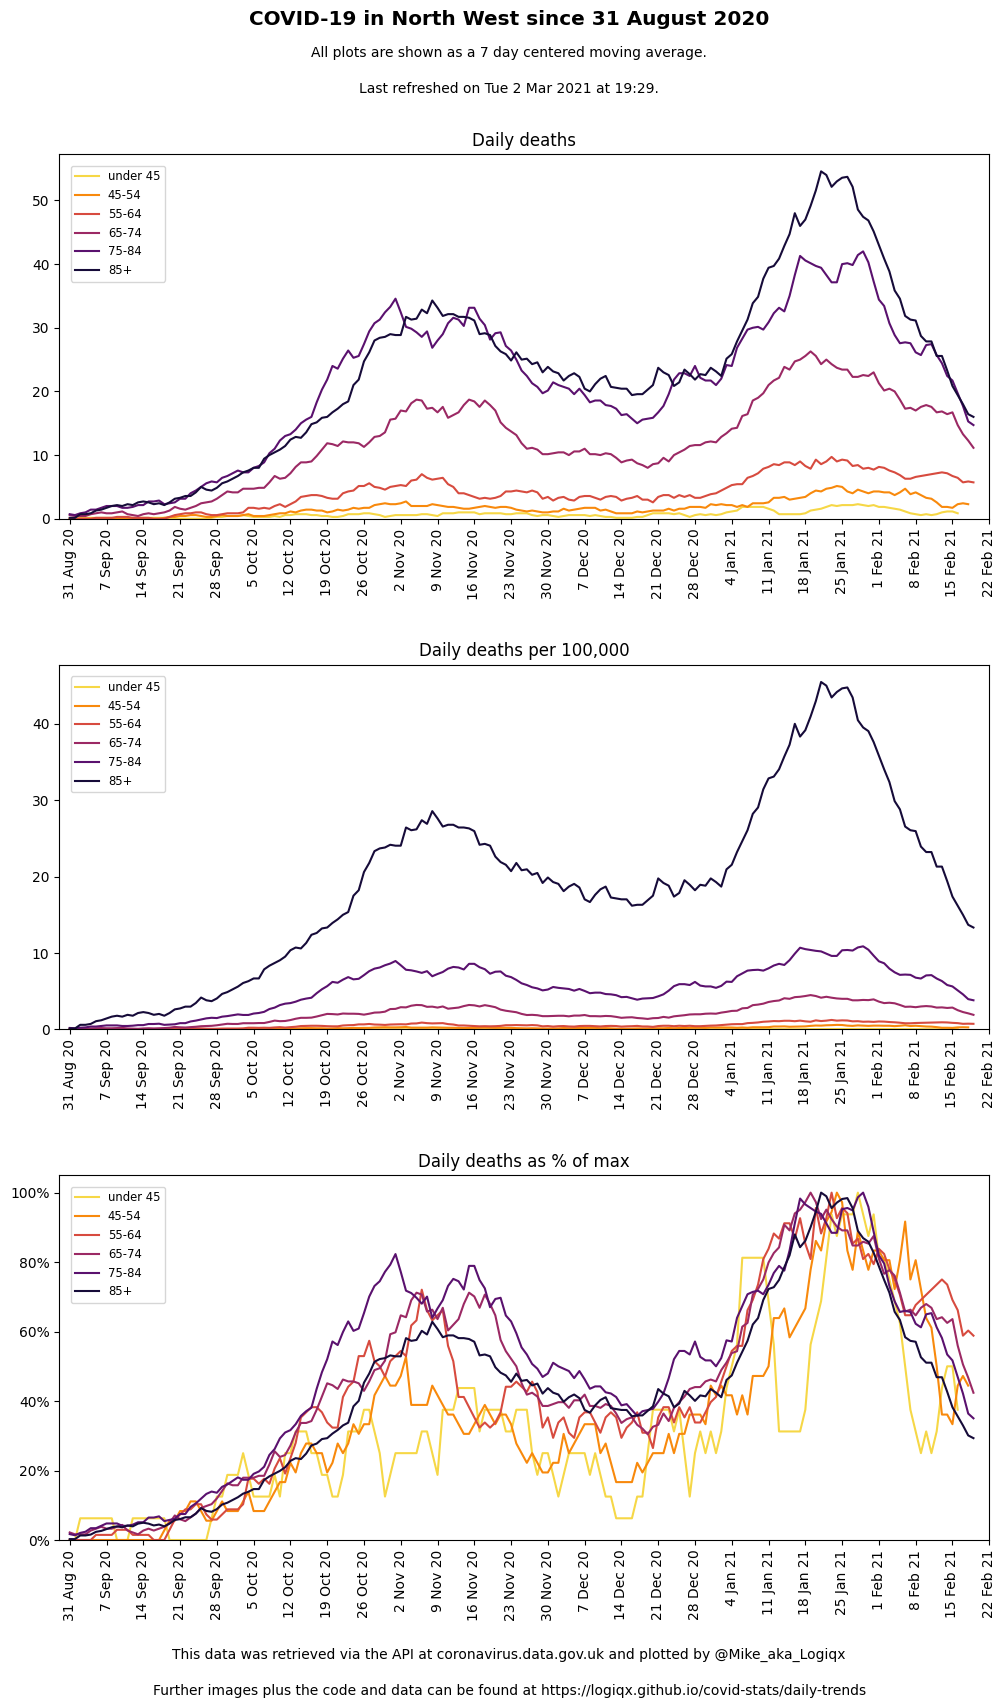 COVID-19 in North West since 31 August 2020
All plots are shown as a 7 day centered moving average.
Last refreshed on Tue 2 Mar 2021 at 19:29.
Daily deaths
under 45
45-54
55-64
65-74
75-84
85+
50
40
30
20
10
0
31 Aug 20
7 Sep 20
14 Sep 20
21 Sep 20
28 Sep 20
5 Oct 20
12 Oct 20
19 Oct 20
26 Oct 20
2 Nov 20
9 Nov 20
16 Nov 20
23 Nov 20
30 Nov 20
7 Dec 20
14 Dec 20
21 Dec 20
28 Dec 20
4 Jan 21
11 Jan 21
18 Jan 21
25 Jan 21
1 Feb 21
8 Feb 21
15 Feb 21
22 Feb 21
Daily deaths per 100,000
under 45
45-54
55-64
65-74
75-84
85+
40
30
20
10
0
31 Aug 20
7 Sep 20
14 Sep 20
21 Sep 20
28 Sep 20
5 Oct 20
12 Oct 20
19 Oct 20
26 Oct 20
2 Nov 20
9 Nov 20
16 Nov 20
23 Nov 20
30 Nov 20
7 Dec 20
14 Dec 20
21 Dec 20
28 Dec 20
4 Jan 21
11 Jan 21
18 Jan 21
25 Jan 21
1 Feb 21
8 Feb 21
15 Feb 21
22 Feb 21
Daily deaths as % of max
under 45
45-54
55-64
65-74
75-84
85+
100%
80%
60%
40%
20%
0%
31 Aug 20
7 Sep 20
14 Sep 20
21 Sep 20
28 Sep 20
5 Oct 20
12 Oct 20
19 Oct 20
26 Oct 20
2 Nov 20
9 Nov 20
16 Nov 20
23 Nov 20
30 Nov 20
7 Dec 20
14 Dec 20
21 Dec 20
28 Dec 20
4 Jan 21
11 Jan 21
18 Jan 21
25 Jan 21
1 Feb 21
8 Feb 21
15 Feb 21
22 Feb 21
This data was retrieved via the API at coronavirus.data.gov.uk and plotted by @Mike_aka_Logiqx
Further images plus the code and data can be found at https://logiqx.github.io/covid-stats/daily-trends